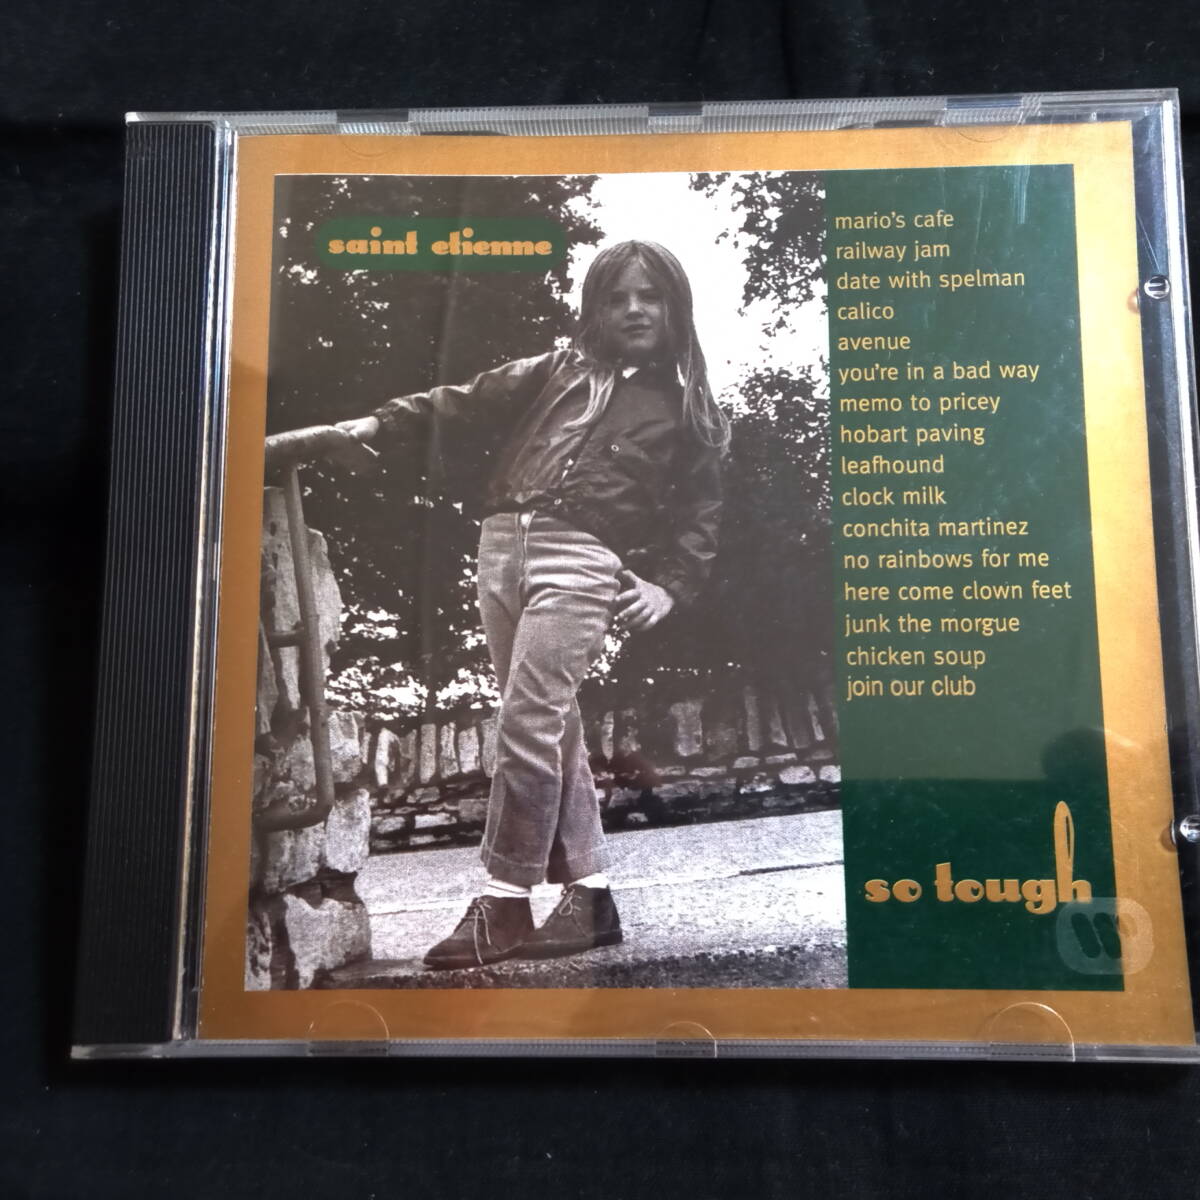 saint etienne
mario's cafe
railway jam
date with spelman
calico
avenue
you're in a bad way
memo to pricey
hobart paving
leafhound
clock milk
conchita martinez
no rainbows for me
here come clown feet
junk the morgue
chicken soup
join our club
so tough